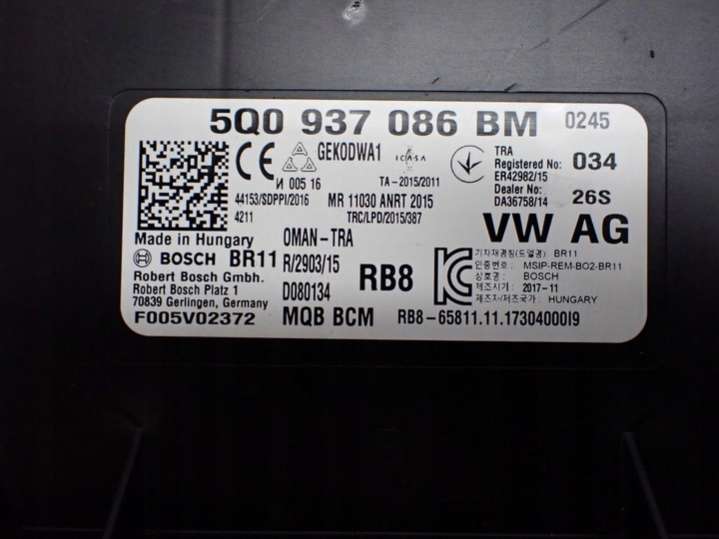 5Q0 937 086 BM 0245
CE GEKODWA1 ICASA TRA
Registered No: 034
ER42982/15
И 005 16 TA-2015/2011 Dealer No:
DA36758/14 26S
44153/SDPPI/2016 MR 11030 ANRT 2015
4211 TRC/LPD/2015/387 VW AG
Made in Hungary OMAN-TRA
BOSCH BR11 R/2903/15
Robert Bosch Gmbh. D080134 RB8
Robert Bosch Platz 1
70839 Gerlingen, Germany
기자재명칭(모델명): BR11
인증번호: MSIP-REM-BO2-BR11
상호명: BOSCH
제조시기: 2017-11
제조자/제조국가: HUNGARY
F005V02372 MQB BCM RB8-65811.11.1730400019